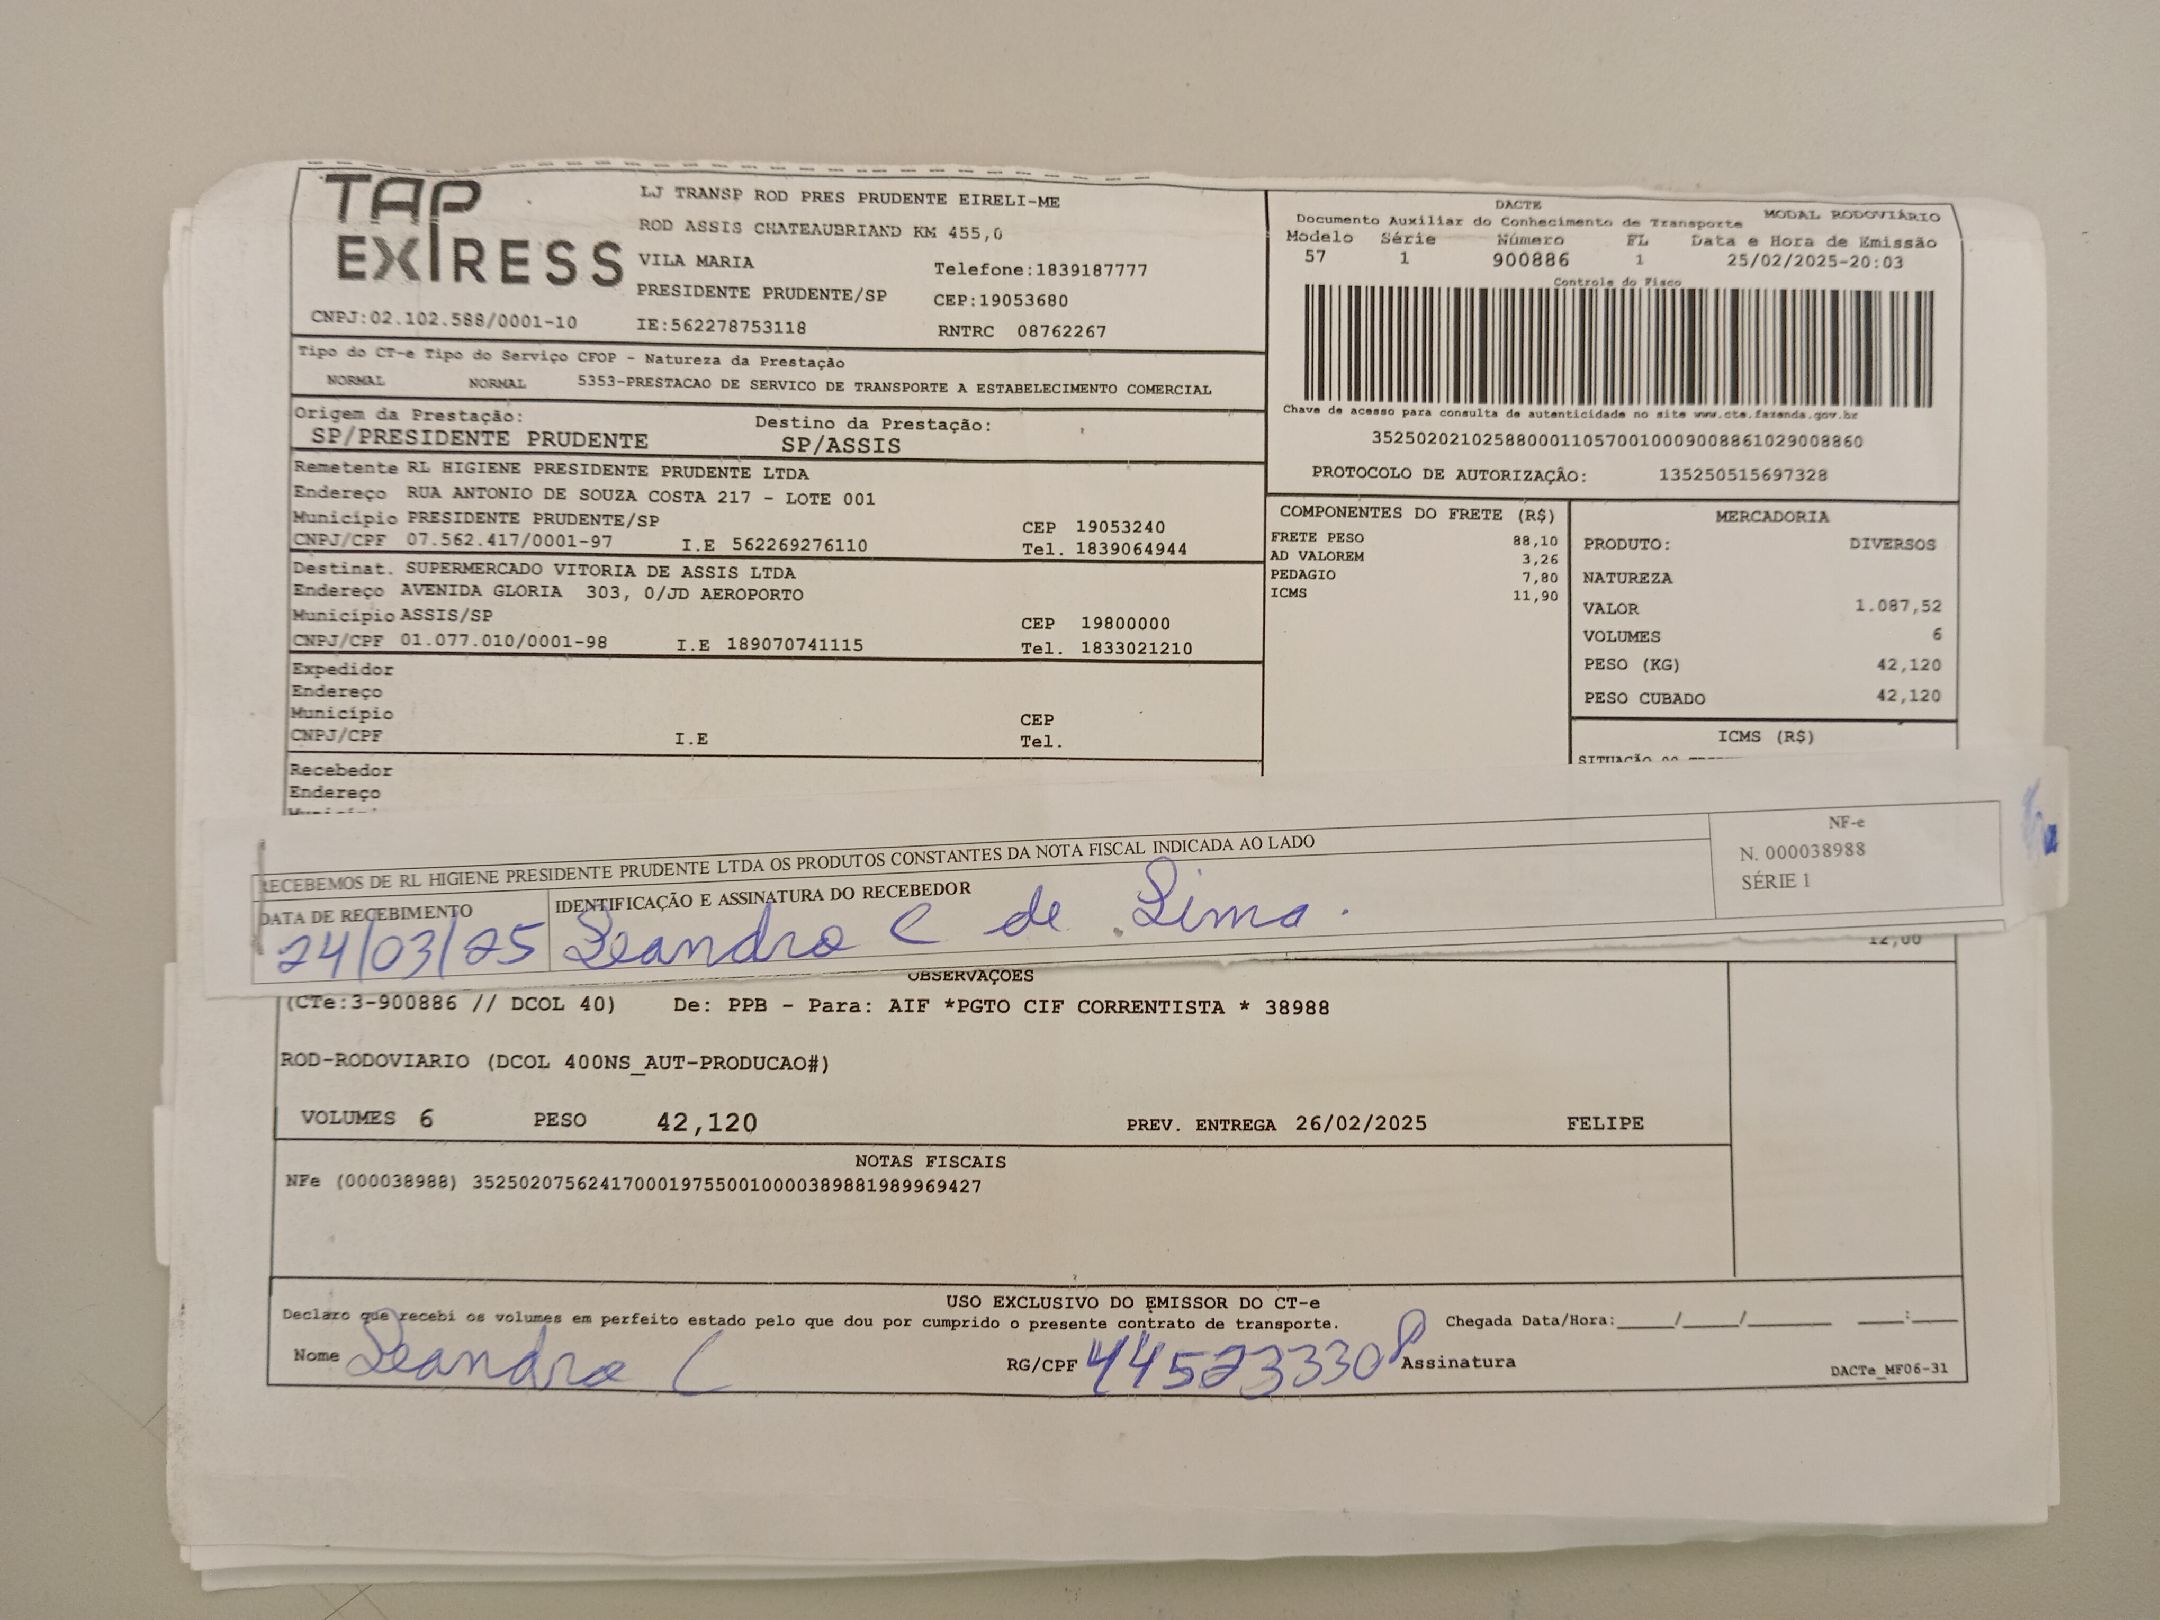 TAP
EXPRESS
LJ TRANSP ROD PRES PRUDENTE EIRELI-ME
ROD ASSIS CHATEAUBRIAND KM 455,0
VILA MARIA
Telefone:1839187777
PRESIDENTE PRUDENTE/SP
CEP:19053680
CNPJ:02.102.588/0001-10
IE:562278753118
RNTRC 08762267
DACTE
Documento Auxiliar do Conhecimento de Transporte
MODAL RODOVIÁRIO
Modelo Série Número FL Data e Hora de Emissão
57 1 900886 1 25/02/2025-20:03
Controle do Fisco
Chave de acesso para consulta de autenticidade no site www.cte.fazenda.gov.br
35250202102588000110570010009008861029008860
PROTOCOLO DE AUTORIZAÇÃO: 135250515697328
Tipo do CT-e Tipo do Serviço CFOP - Natureza da Prestação
NORMAL NORMAL 5353-PRESTACAO DE SERVICO DE TRANSPORTE A ESTABELECIMENTO COMERCIAL
Origem da Prestação: Destino da Prestação:
SP/PRESIDENTE PRUDENTE SP/ASSIS
Remetente RL HIGIENE PRESIDENTE PRUDENTE LTDA
Endereço RUA ANTONIO DE SOUZA COSTA 217 - LOTE 001
Município PRESIDENTE PRUDENTE/SP CEP 19053240
CNPJ/CPF 07.562.417/0001-97 I.E 562269276110 Tel. 1839064944
Destinat. SUPERMERCADO VITORIA DE ASSIS LTDA
Endereço AVENIDA GLORIA 303, 0/JD AEROPORTO
Município ASSIS/SP CEP 19800000
CNPJ/CPF 01.077.010/0001-98 I.E 189070741115 Tel. 1833021210
Expedidor
Endereço
Município CEP
CNPJ/CPF I.E Tel.
Recebedor
Endereço
COMPONENTES DO FRETE (R$)
FRETE PESO 88,10
AD VALOREM 3,26
PEDAGIO 7,80
ICMS 11,90
MERCADORIA
PRODUTO: DIVERSOS
NATUREZA
VALOR 1.087,52
VOLUMES 6
PESO (KG) 42,120
PESO CUBADO 42,120
ICMS (R$)
RECEBEMOS DE RL HIGIENE PRESIDENTE PRUDENTE LTDA OS PRODUTOS CONSTANTES DA NOTA FISCAL INDICADA AO LADO
DATA DE RECEBIMENTO IDENTIFICAÇÃO E ASSINATURA DO RECEBEDOR
24/03/25 Leandro C de Lima.
NF-e
N. 000038988
SÉRIE 1
12,00
OBSERVAÇÕES
(CTe:3-900886 // DCOL 40) De: PPB - Para: AIF *PGTO CIF CORRENTISTA * 38988
ROD-RODOVIARIO (DCOL 400NS_AUT-PRODUCAO#)
VOLUMES 6 PESO 42,120 PREV. ENTREGA 26/02/2025 FELIPE
NOTAS FISCAIS
NFe (000038988) 35250207562417000197550010000389881989969427
USO EXCLUSIVO DO EMISSOR DO CT-e
Declaro que recebi os volumes em perfeito estado pelo que dou por cumprido o presente contrato de transporte. Chegada Data/Hora:____/____/______ ___:___
Nome Leandro C RG/CPF 445233308 Assinatura
DACTe_MF06-31